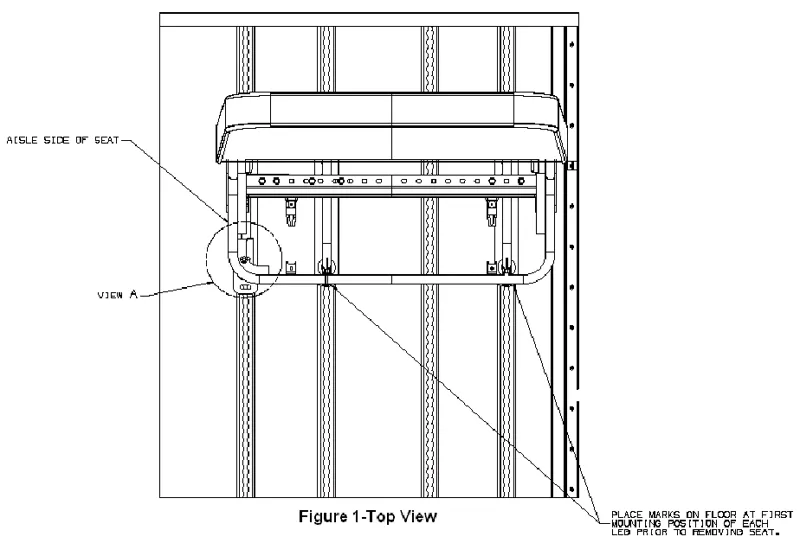 AISLE SIDE OF SEAT
VIEW A
Figure 1-Top View
PLACE MARKS ON FLOOR AT FIRST
MOUNTING POSITION OF EACH
LEG PRIOR TO REMOVING SEAT.